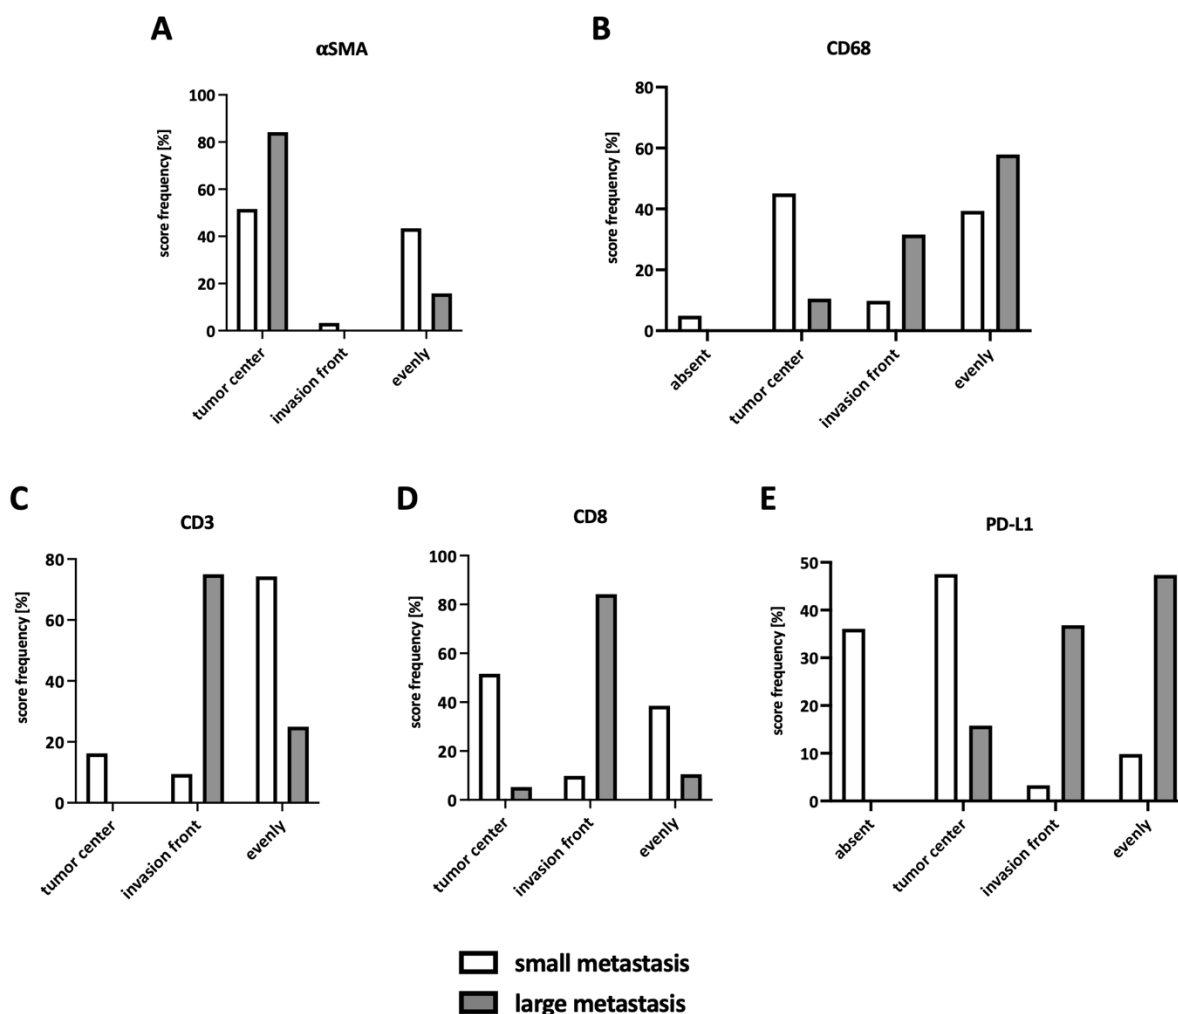 A
αSMA
score frequency [%]
100
80
60
40
20
0
tumor center
invasion front
evenly
B
CD68
score frequency [%]
80
60
40
20
0
absent
tumor center
invasion front
evenly
C
CD3
score frequency [%]
80
60
40
20
0
tumor center
invasion front
evenly
D
CD8
score frequency [%]
100
80
60
40
20
0
tumor center
invasion front
evenly
E
PD-L1
score frequency [%]
50
40
30
20
10
0
absent
tumor center
invasion front
evenly
small metastasis
large metastasis